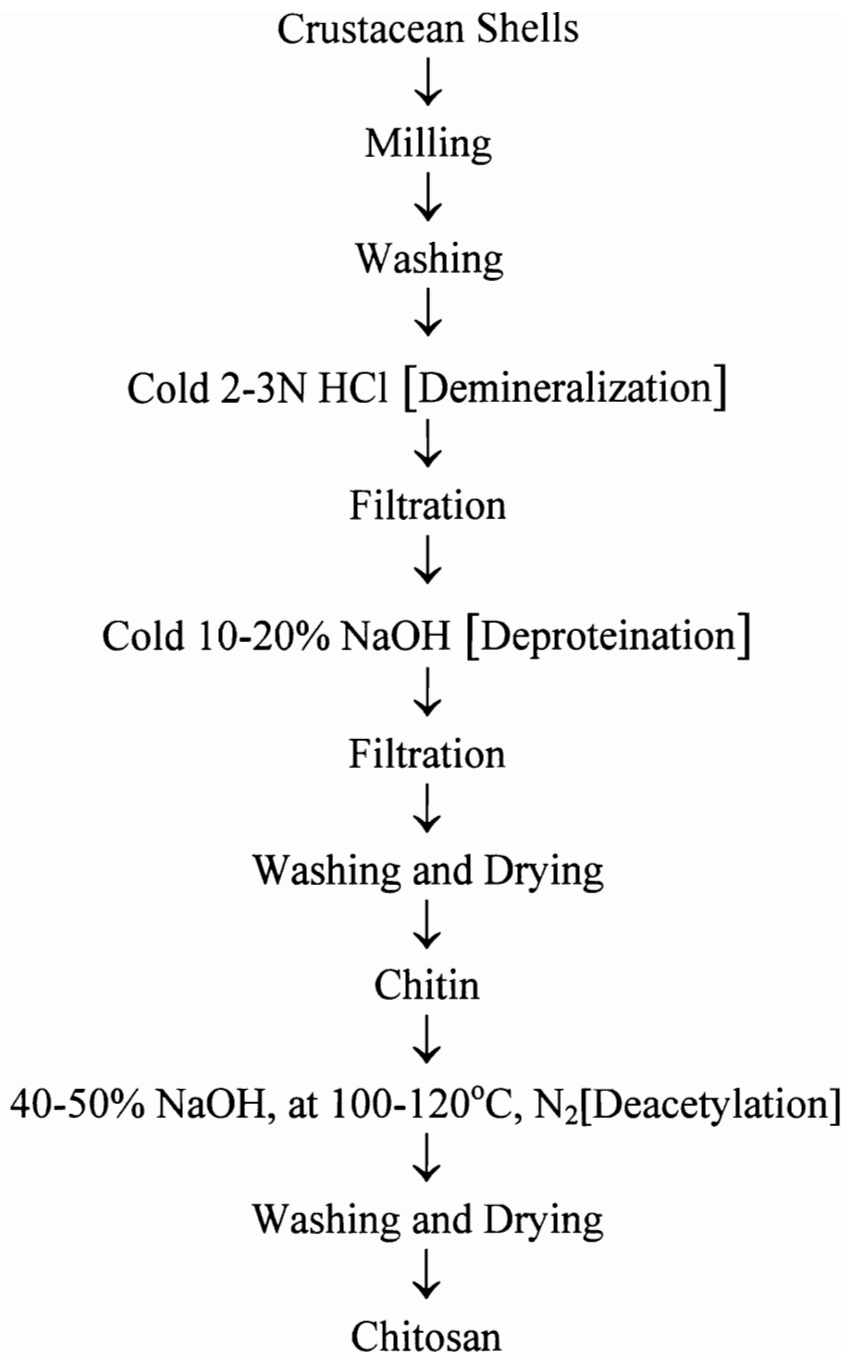 Crustacean Shells
↓
Milling
↓
Washing
↓
Cold 2-3N HCl [Demineralization]
↓
Filtration
↓
Cold 10-20% NaOH [Deproteination]
↓
Filtration
↓
Washing and Drying
↓
Chitin
↓
40-50% NaOH, at 100-120°C, N₂[Deacetylation]
↓
Washing and Drying
↓
Chitosan